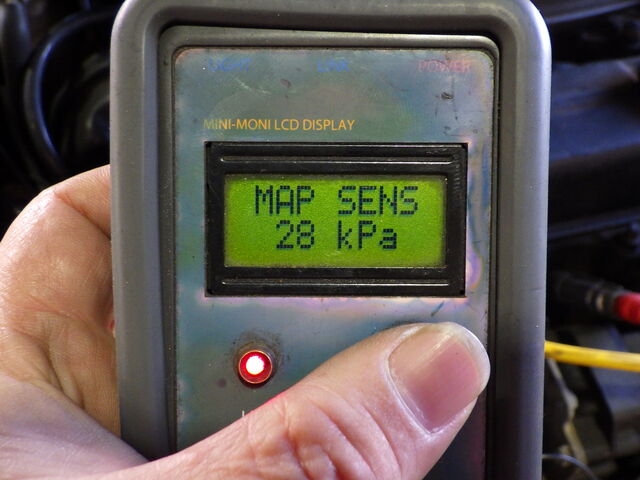 POWER
MINI-MONI LCD DISPLAY
MAP SENS
28 kPa